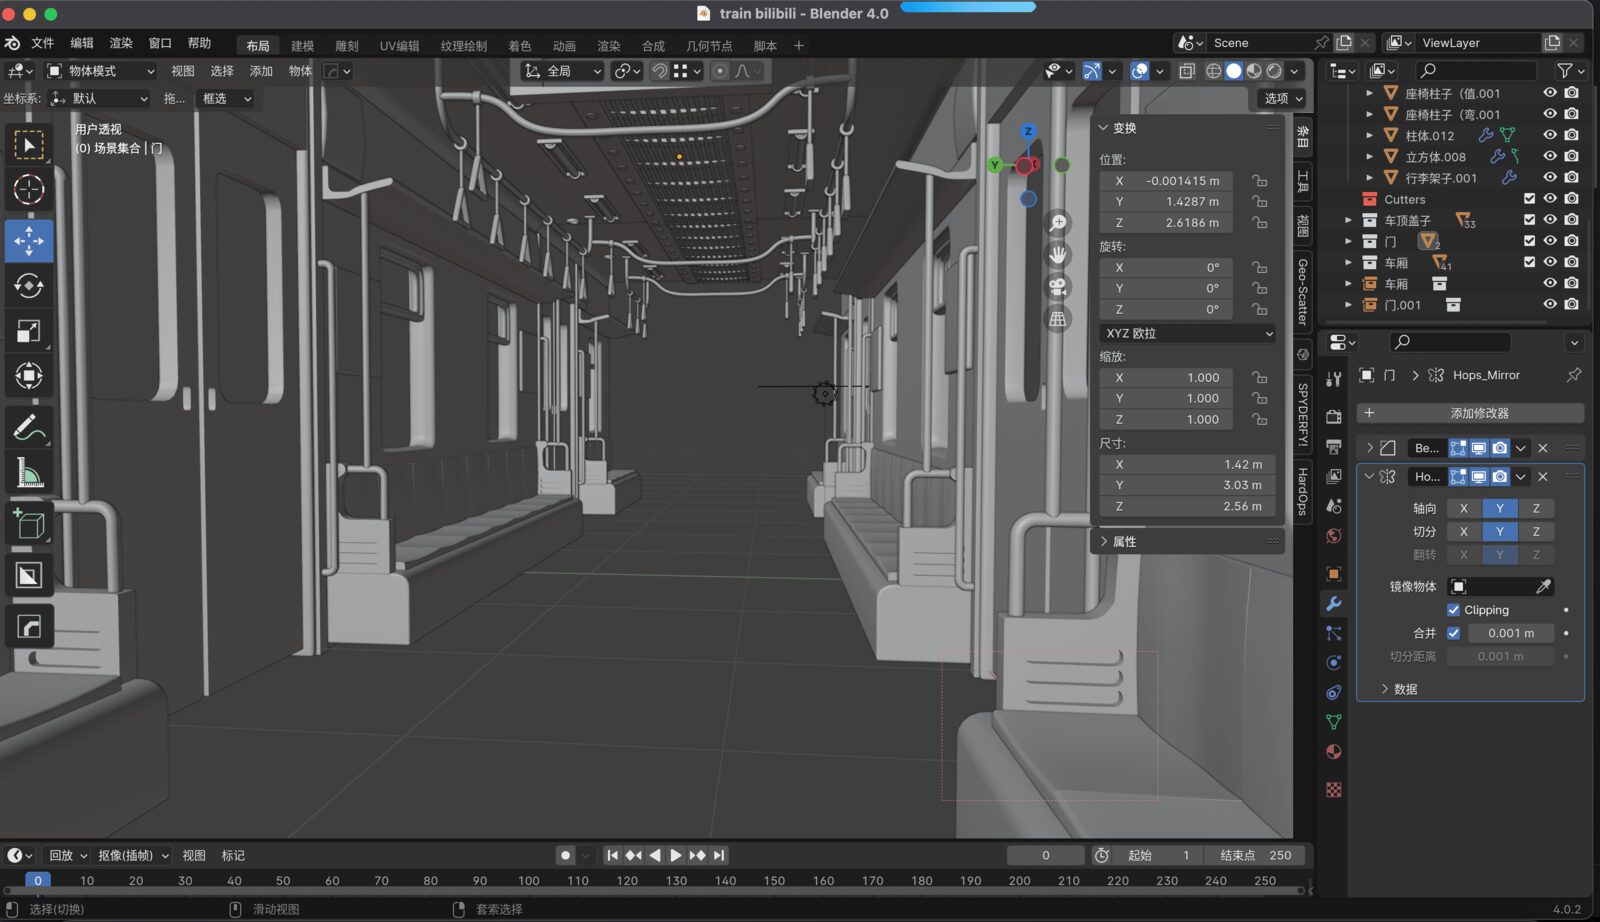 train bilibili - Blender 4.0
文件 编辑 渲染 窗口 帮助 布局 建模 雕刻 UV编辑 纹理绘制 着色 动画 渲染 合成 几何节点 脚本 + Scene ViewLayer
物体模式 视图 选择 添加 物体 全局
坐标系: 默认 拖... 框选 选项
用户透视
(0) 场景集合 | 门
变换
位置:
X -0.001415 m
Y 1.4287 m
Z 2.6186 m
旋转:
X 0°
Y 0°
Z 0°
XYZ 欧拉
缩放:
X 1.000
Y 1.000
Z 1.000
尺寸:
X 1.42 m
Y 3.03 m
Z 2.56 m
属性
条目
工具
视图
Geo-Scatter
SPYDERFY!
HardOps
Z
Y
座椅柱子（值.001
座椅柱子（弯.001
柱体.012
立方体.008
行李架子.001
Cutters
车顶盖子 33
门 2
车厢 41
车厢
门.001
门 > Hops_Mirror
+ 添加修改器
Be...
Ho...
轴向 X Y Z
切分 X Y Z
翻转 X Y Z
镜像物体
Clipping
合并 0.001 m
切分距离 0.001 m
数据
回放 抠像(插帧) 视图 标记 0 起始 1 结束点 250
0 10 20 30 40 50 60 70 80 90 100 110 120 130 140 150 160 170 180 190 200 210 220 230 240 250
选择(切换) 滑动视图 套索选择 4.0.2